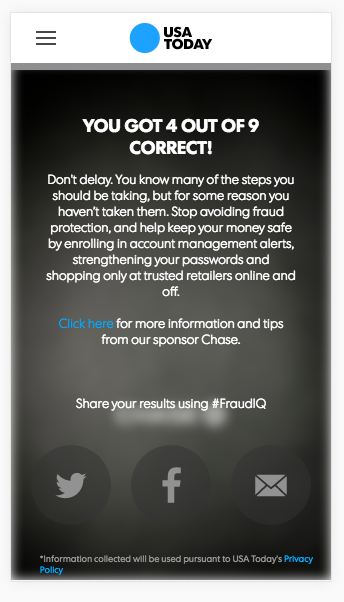 USA
TODAY
YOU GOT 4 OUT OF 9
CORRECT!
Don't delay. You know many of the steps you
should be taking, but for some reason you
haven't taken them. Stop avoiding fraud
protection, and help keep your money safe
by enrolling in account management alerts,
strengthening your passwords and
shopping only at trusted retailers online and
off.
Click here for more information and tips
from our sponsor Chase.
Share your results using #FraudIQ
*Information collected will be used pursuant to USA Today's Privacy
Policy